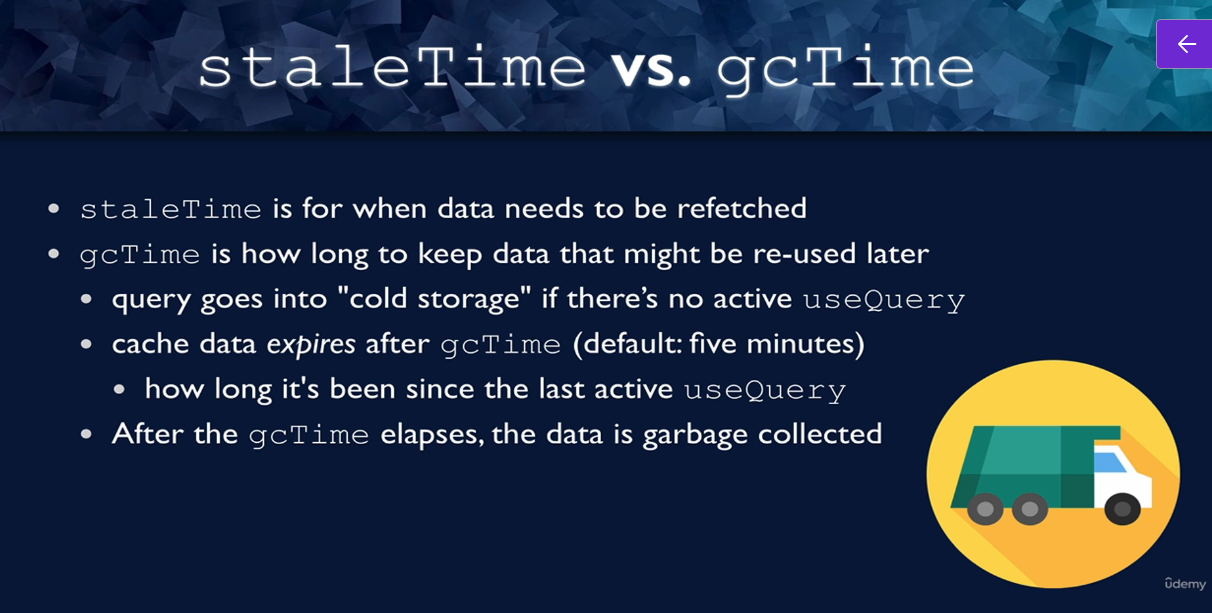 staleTime vs. gcTime
• staleTime is for when data needs to be refetched
• gcTime is how long to keep data that might be re-used later
• query goes into "cold storage" if there’s no active useQuery
• cache data expires after gcTime (default: five minutes)
• how long it's been since the last active useQuery
• After the gcTime elapses, the data is garbage collected
ûdemy